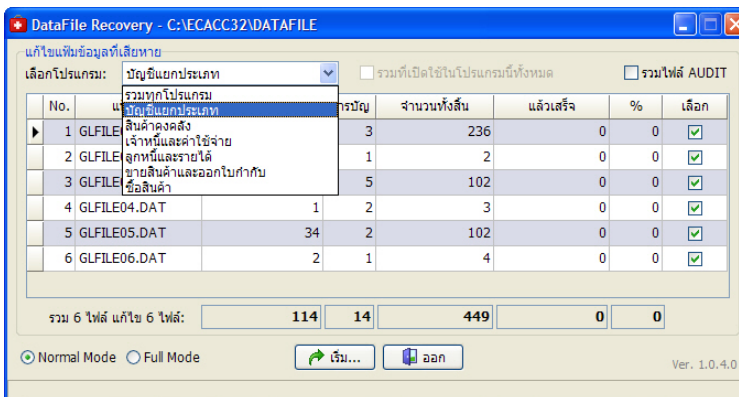 DataFile Recovery - C:\ECACC32\DATAFILE
แก้ไขแฟ้มข้อมูลที่เสียหาย
เลือกโปรแกรม: บัญชีแยกประเภท รวมที่เปิดใช้ในโปรแกรมนี้ทั้งหมด รวมไฟล์ AUDIT
รวมทุกโปรแกรม
บัญชีแยกประเภท
สินค้าคงคลัง
เจ้าหนี้และค่าใช้จ่าย
ลูกหนี้และรายได้
ขายสินค้าและออกใบกำกับ
ซื้อสินค้า
No. จำนวนทั้งสิ้น แล้วเสร็จ % เลือก
1 GLFILE 3 236 0 0
2 GLFILE 1 2 0 0
3 GLFILE 5 102 0 0
4 GLFILE04.DAT 1 2 3 0 0
5 GLFILE05.DAT 34 2 102 0 0
6 GLFILE06.DAT 2 1 4 0 0
รวม 6 ไฟล์ แก้ไข 6 ไฟล์: 114 14 449 0 0
Normal Mode Full Mode เริ่ม... ออก Ver. 1.0.4.0